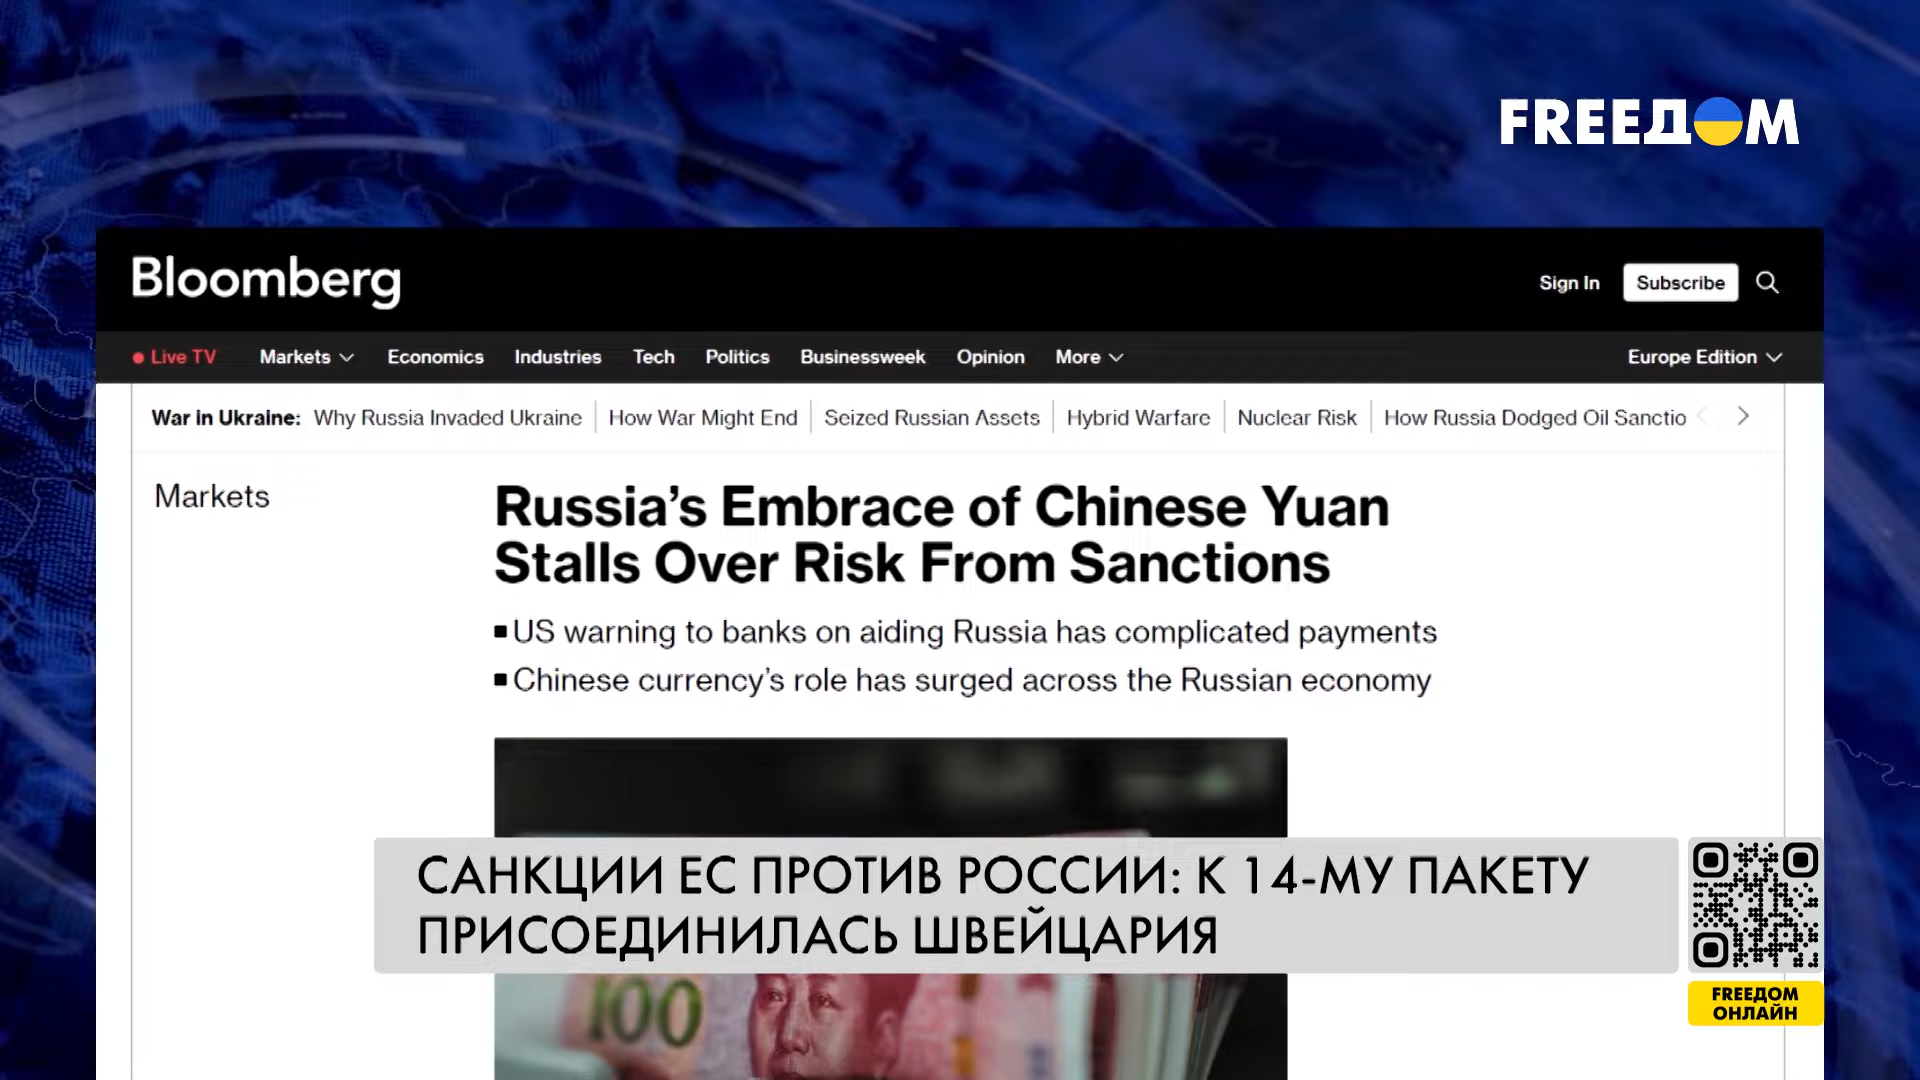 FREEДОМ
Bloomberg
Sign In
Subscribe
Live TV
Markets
Economics
Industries
Tech
Politics
Businessweek
Opinion
More
Europe Edition
War in Ukraine:
Why Russia Invaded Ukraine
How War Might End
Seized Russian Assets
Hybrid Warfare
Nuclear Risk
How Russia Dodged Oil Sanctio
Markets
Russia's Embrace of Chinese Yuan
Stalls Over Risk From Sanctions
US warning to banks on aiding Russia has complicated payments
Chinese currency's role has surged across the Russian economy
САНКЦИИ ЕС ПРОТИВ РОССИИ: К 14-МУ ПАКЕТУ
ПРИСОЕДИНИЛАСЬ ШВЕЙЦАРИЯ
100
FREEДОМ
ОНЛАЙН